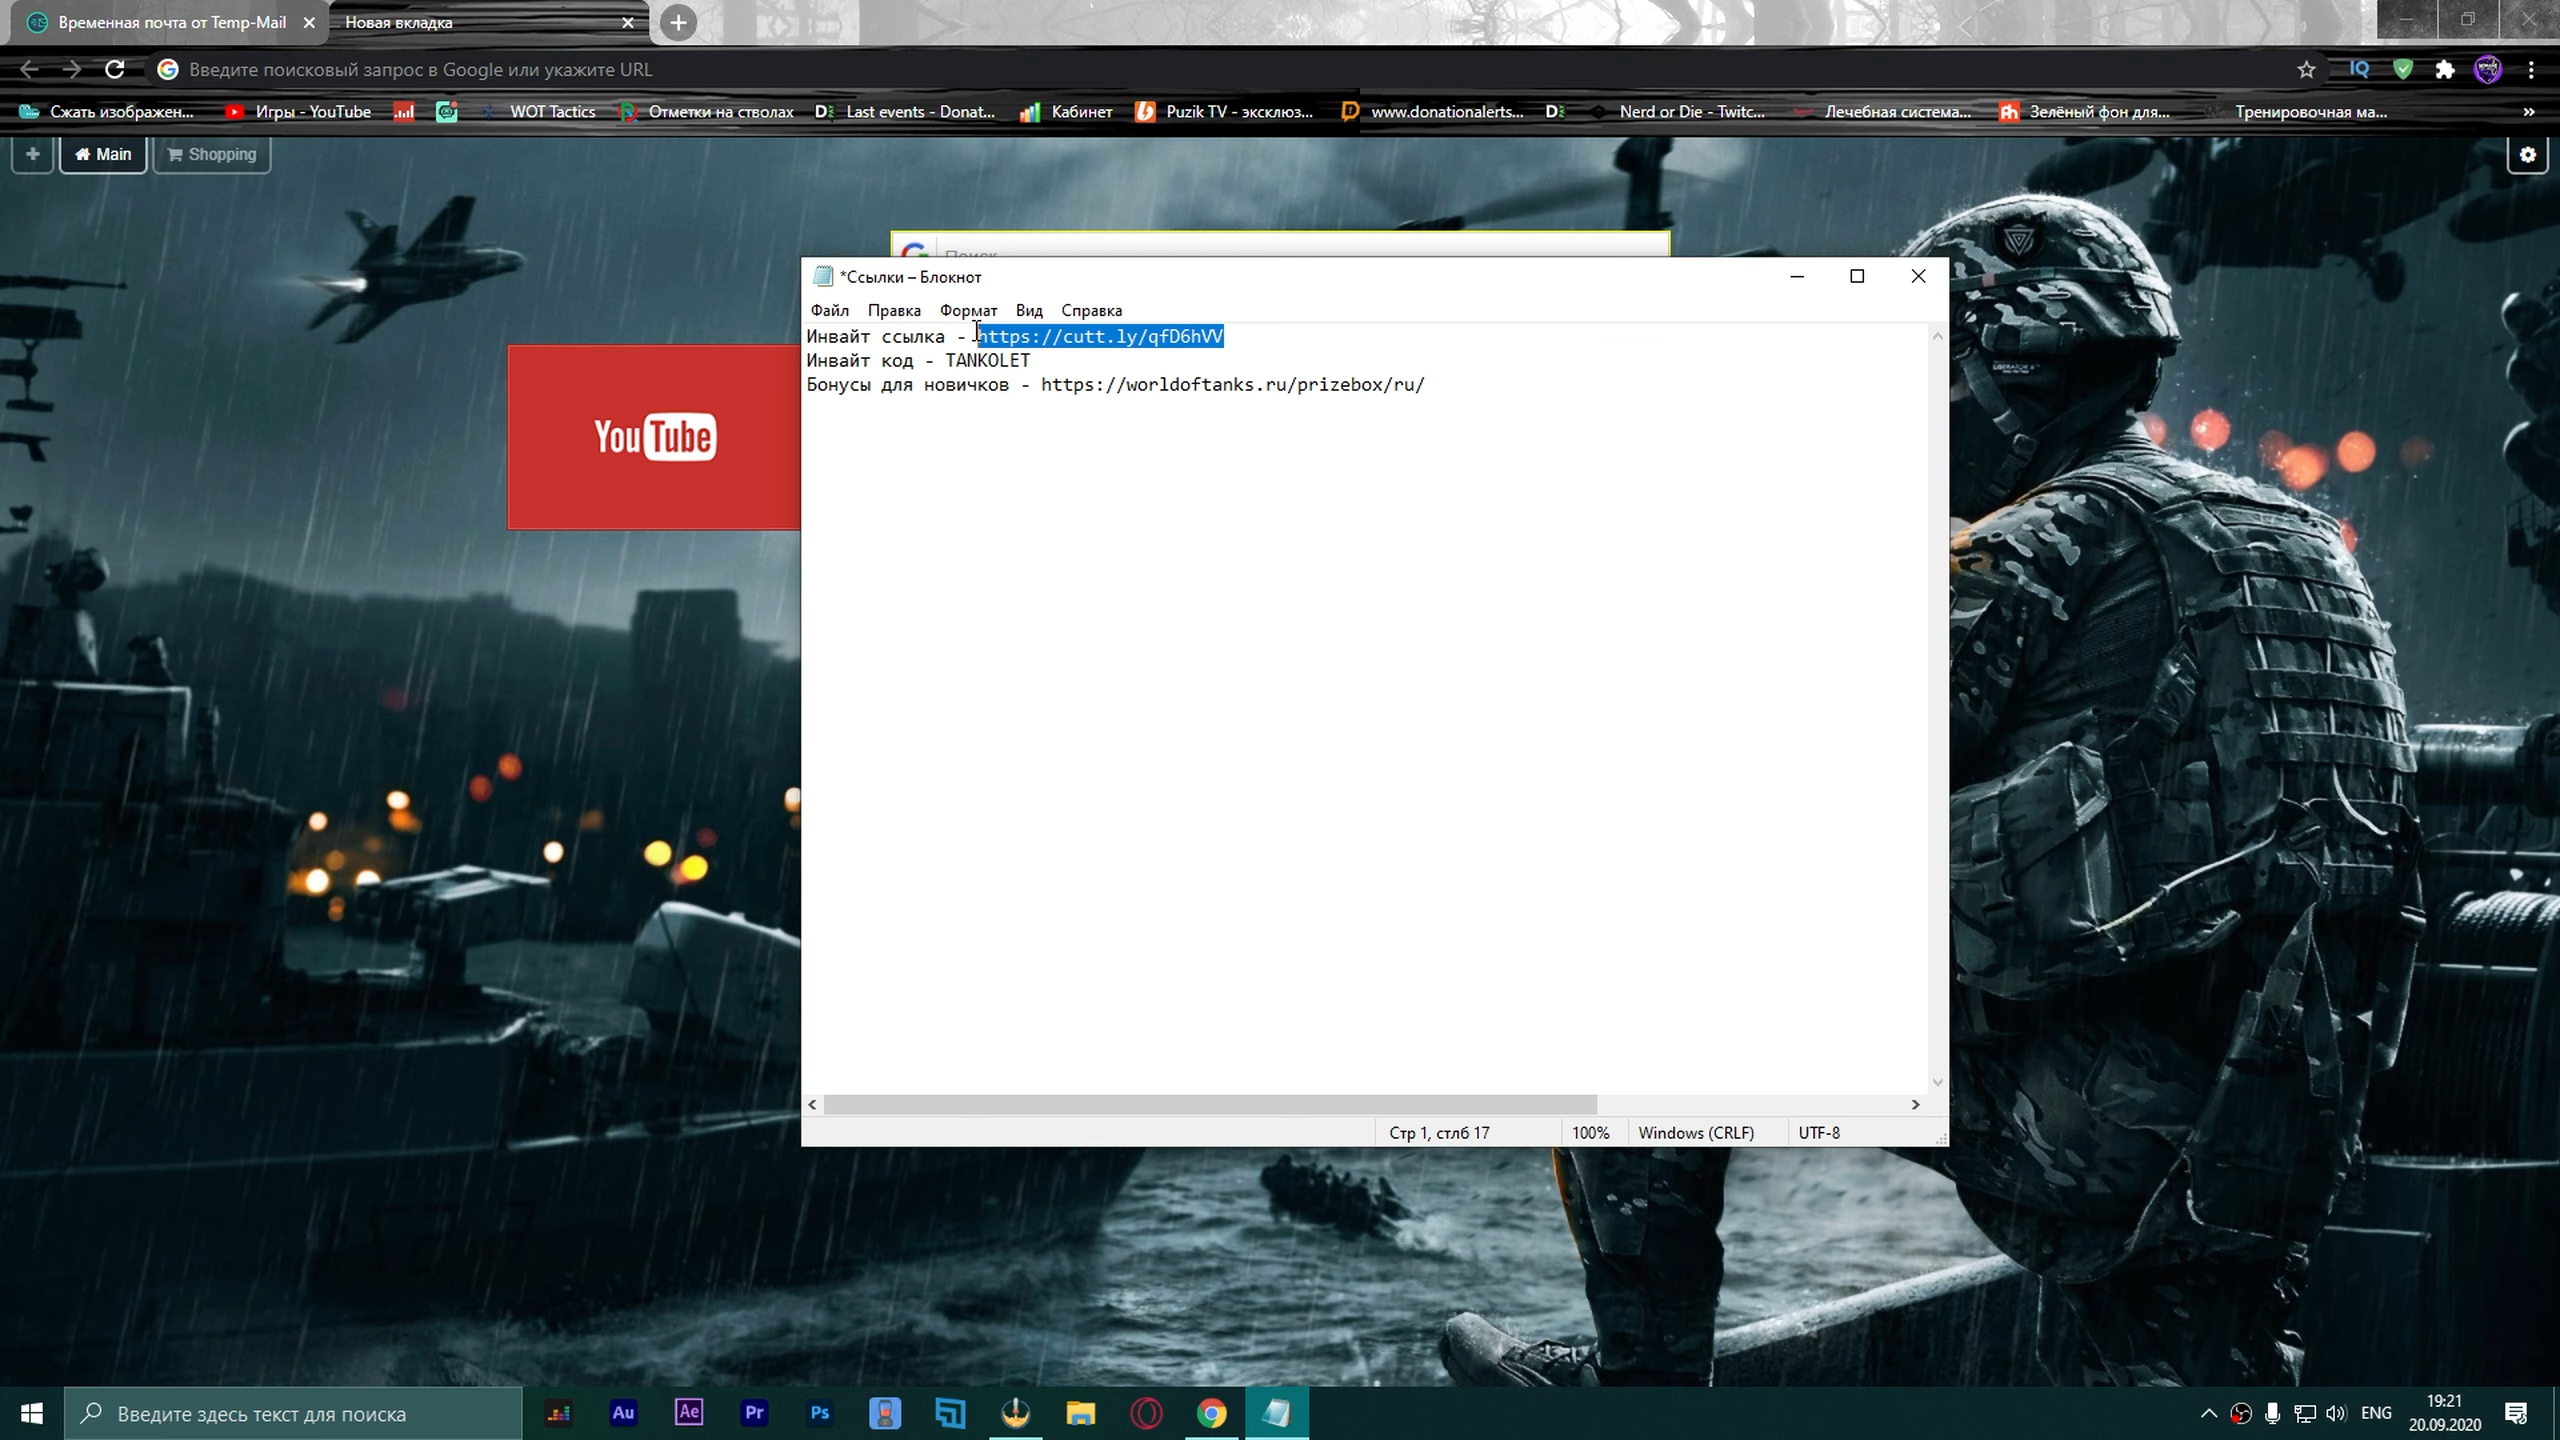 Временная почта от Temp-Mail
Новая вкладка
Введите поисковый запрос в Google или укажите URL
IQ
Сжать изображен...
Игры - YouTube
WOT Tactics
Отметки на стволах
Last events - Donat...
Кабинет
Puzik TV - эксклюз...
www.donationalerts...
Nerd or Die - Twitc...
Лечебная система...
Зелёный фон для...
Тренировочная ма...
Main
Shopping
Поиск
*Ссылки – Блокнот
Файл Правка Формат Вид Справка
Инвайт ссылка - https://cutt.ly/qfD6hVV
Инвайт код - TANKOLET
Бонусы для новичков - https://worldoftanks.ru/prizebox/ru/
YouTube
Стр 1, стлб 17
100%
Windows (CRLF)
UTF-8
Введите здесь текст для поиска
Au
Ae
Pr
Ps
ENG
19:21
20.09.2020